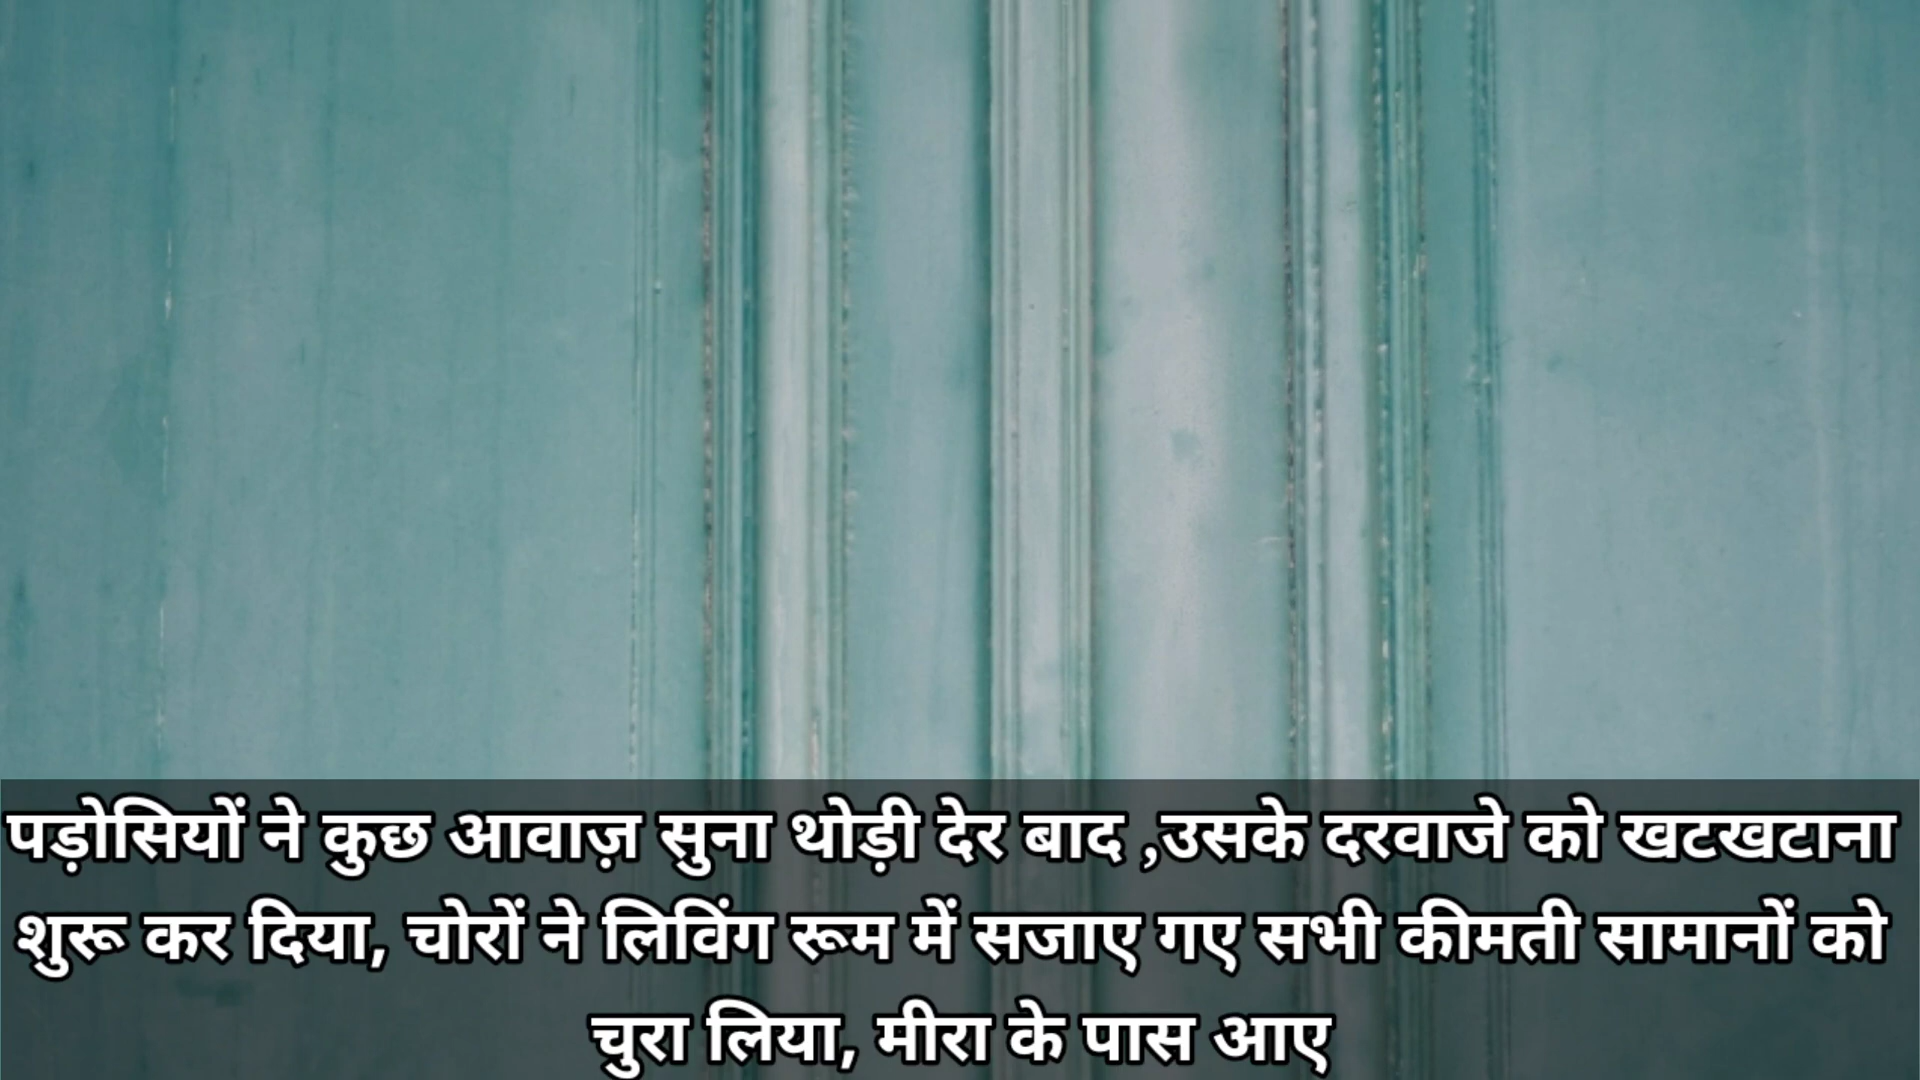 पड़ोसियों ने कुछ आवाज़ सुना थोड़ी देर बाद ,उसके दरवाजे को खटखटाना
शुरू कर दिया, चोरों ने लिविंग रूम में सजाए गए सभी कीमती सामानों को
चुरा लिया, मीरा के पास आए